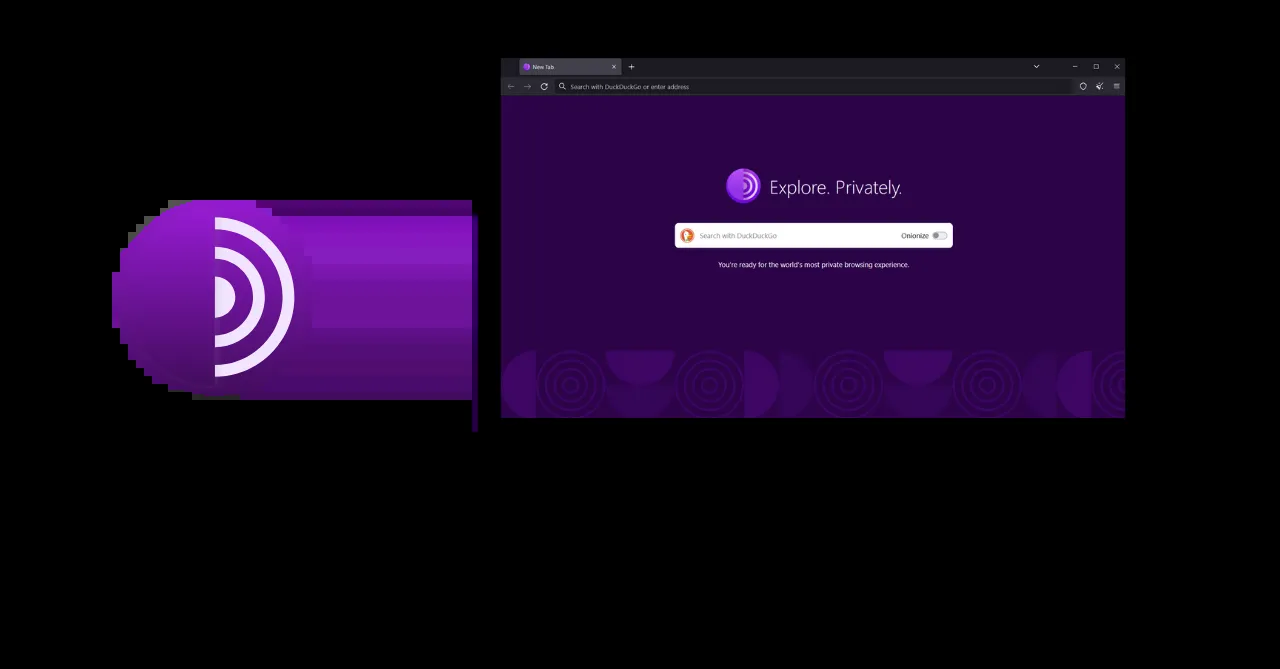 New Tab
Search with DuckDuckGo or enter address
Explore. Privately.
Search with DuckDuckGo
Onionize
You're ready for the world's most private browsing experience.